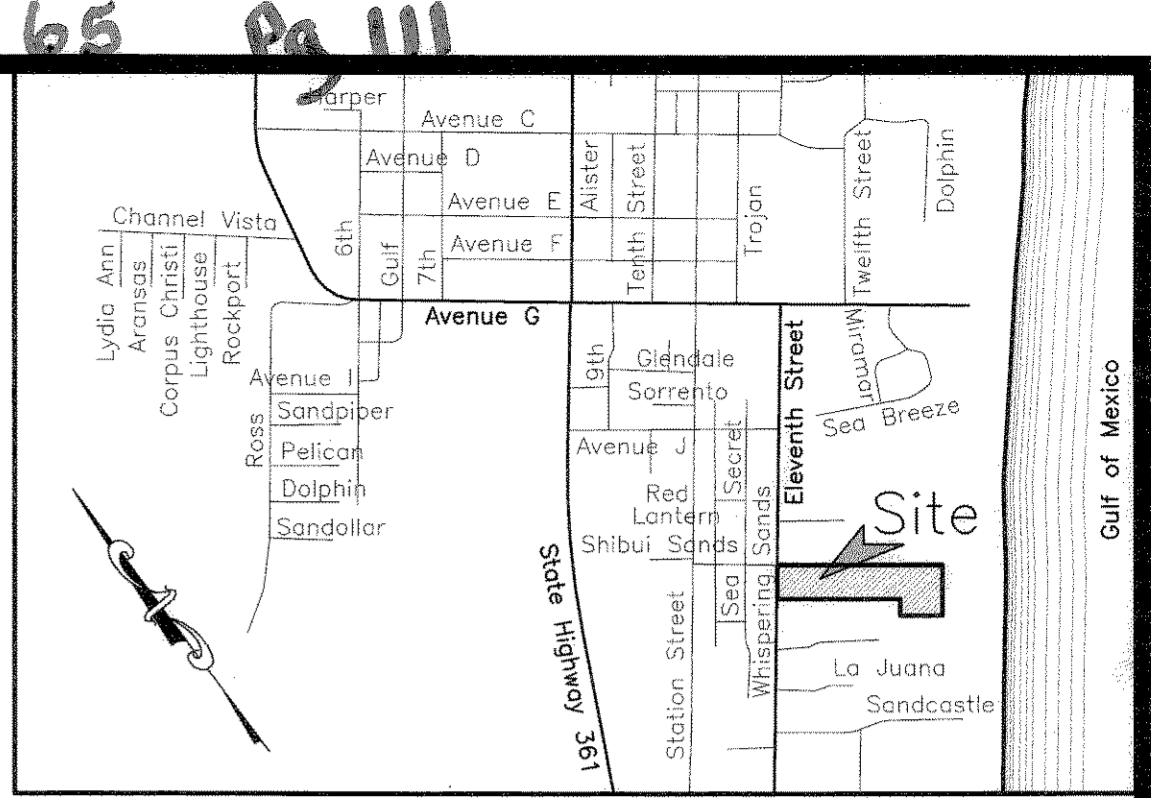 65 Pg 111
Harper
Avenue C
Avenue D
Avenue E
Avenue F
Channel Vista
Lydia Ann
Aransas
Corpus Christi
Lighthouse
Rockport
6th
Gulf
7th
Alister
Tenth Street
Trojan
Twelfth Street
Dolphin
Avenue G
Avenue I
Ross
Sandpiper
Pelican
Dolphin
Sandollar
9th
Glendale
Sorrento
Avenue J
Secret
Red
Lantern
Shibui Sands
Sea
Whispering Sands
Eleventh Street
Miramar
Sea Breeze
Site
Gulf of Mexico
State Highway 361
Station Street
La Juana
Sandcastle